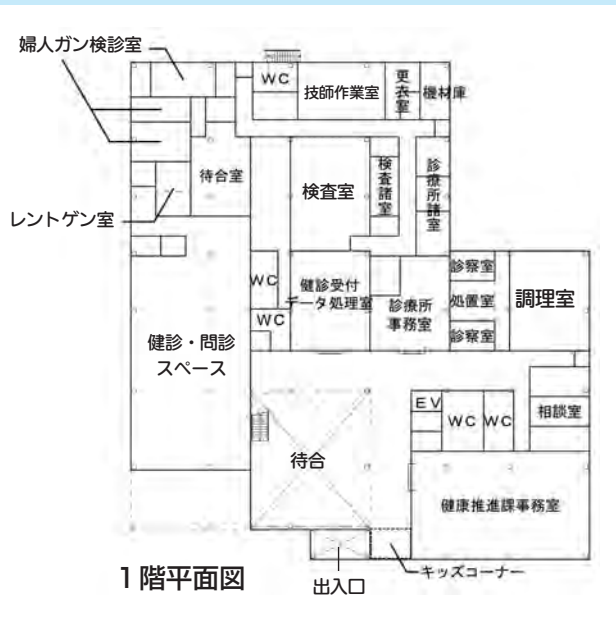 婦人ガン検診室
WC
技師作業室
更衣室
機材庫
待合室
検査室
検査諸室
診療所諸室
レントゲン室
WC
健診受付
データ処理室
診療所
事務室
診察室
処置室
診察室
調理室
WC
健診・問診
スペース
EV
WC
WC
相談室
待合
健康推進課事務室
1階平面図
出入口
キッズコーナー